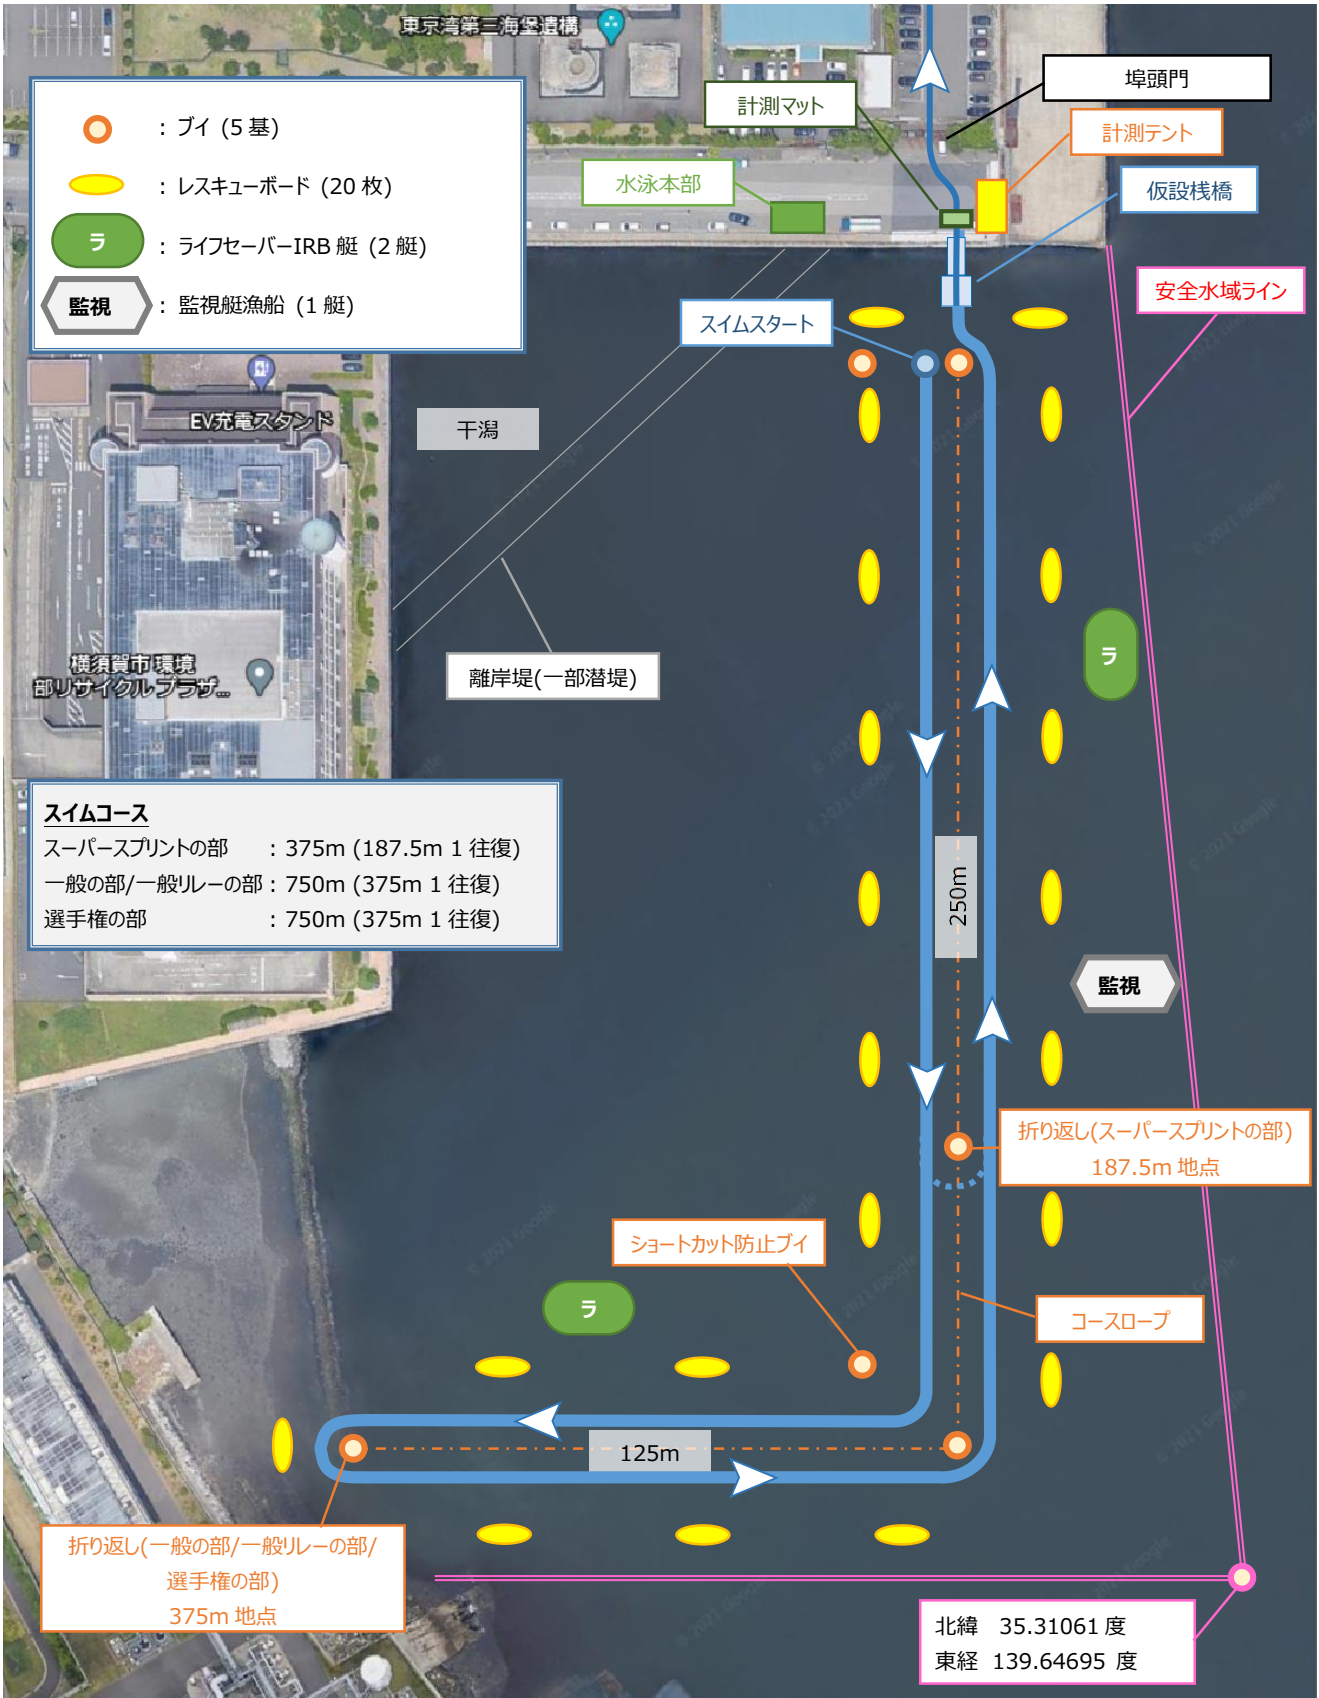 東京湾第三海堡遺構
埠頭門
計測マット
計測テント
水泳本部
仮設桟橋
: ブイ (5 基)
: レスキューボード (20 枚)
ラ : ライフセーバーIRB 艇 (2 艇)
監視 : 監視艇漁船 (1 艇)
安全水域ライン
スイムスタート
EV充電スタンド
干潟
離岸堤(一部潜堤)
ラ
横須賀市 環境
部リサイクル プラザ...
スイムコース
スーパースプリントの部 : 375m (187.5m 1 往復)
一般の部/一般リレーの部 : 750m (375m 1 往復)
選手権の部 : 750m (375m 1 往復)
250m
監視
折り返し(スーパースプリントの部)
187.5m 地点
ショートカット防止ブイ
ラ
コースロープ
125m
折り返し(一般の部/一般リレーの部/
選手権の部)
375m 地点
北緯 35.31061 度
東経 139.64695 度
© 2021 Google